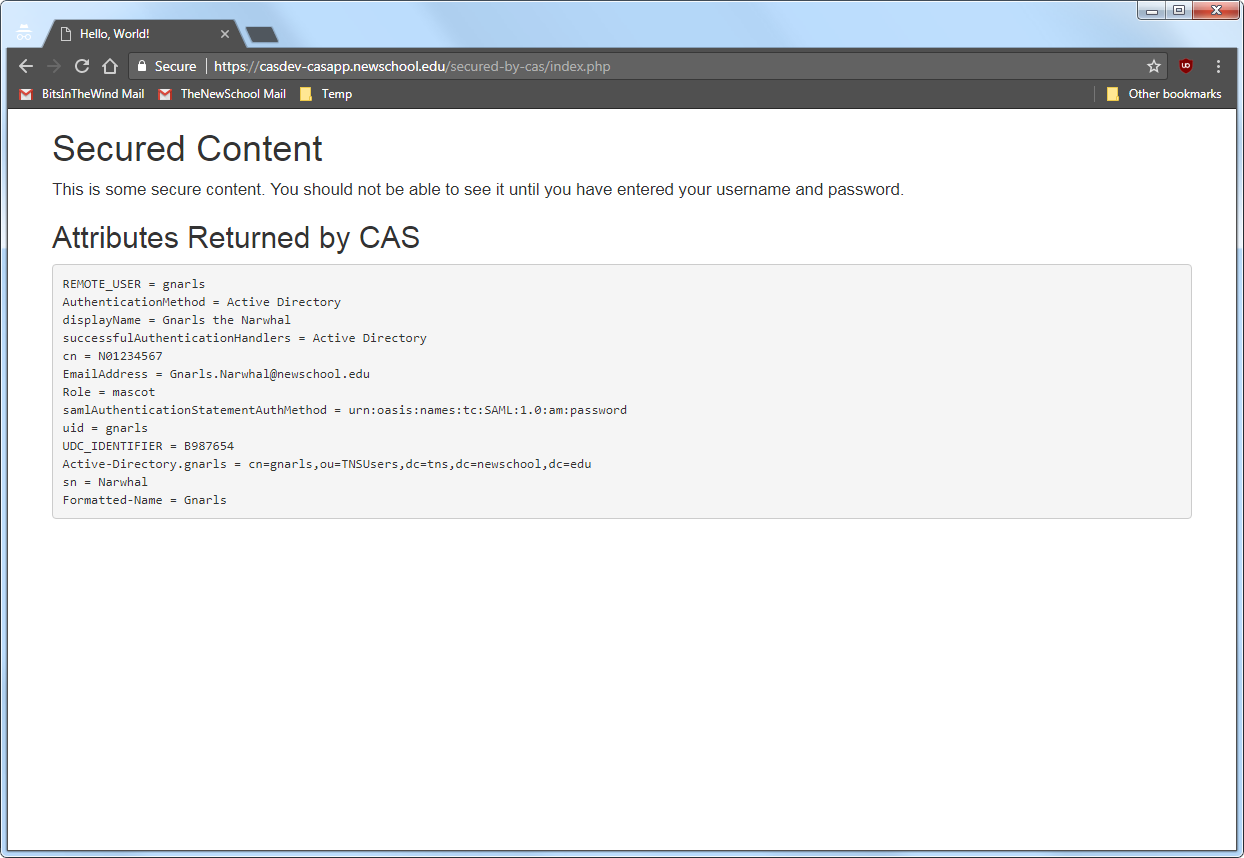 Hello, World!
Secure https://casdev-casapp.newschool.edu/secured-by-cas/index.php
BitsInTheWind Mail TheNewSchool Mail Temp Other bookmarks
Secured Content
This is some secure content. You should not be able to see it until you have entered your username and password.
Attributes Returned by CAS
REMOTE_USER = gnarls
AuthenticationMethod = Active Directory
displayName = Gnarls the Narwhal
successfulAuthenticationHandlers = Active Directory
cn = N01234567
EmailAddress = Gnarls.Narwhal@newschool.edu
Role = mascot
samlAuthenticationStatementAuthMethod = urn:oasis:names:tc:SAML:1.0:am:password
uid = gnarls
UDC_IDENTIFIER = B987654
Active-Directory.gnarls = cn=gnarls,ou=TNSUsers,dc=tns,dc=newschool,dc=edu
sn = Narwhal
Formatted-Name = Gnarls